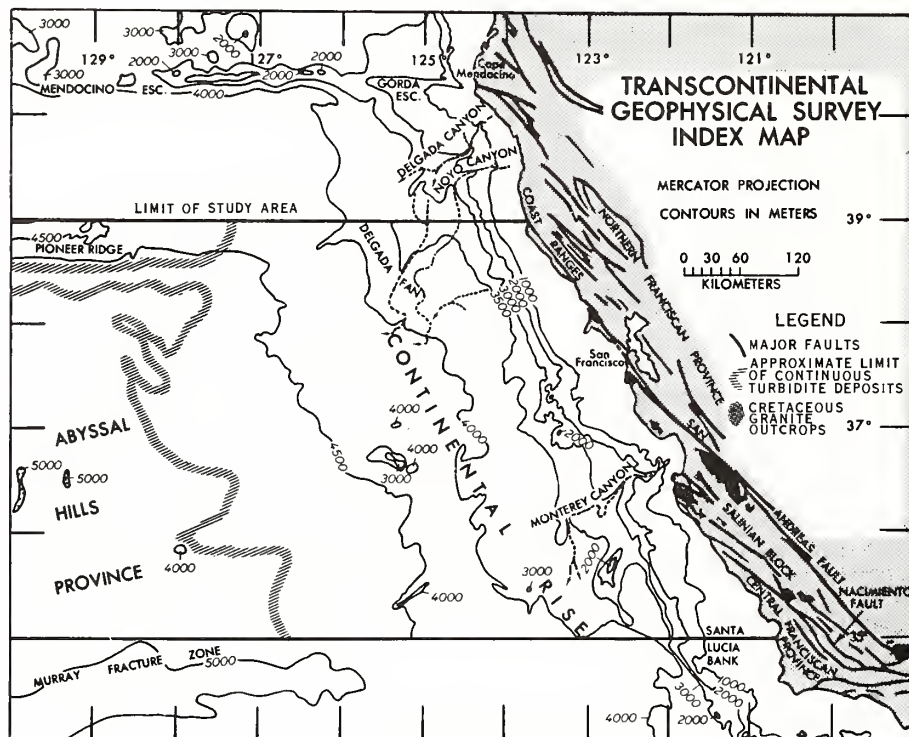 3000
129°
3000
2000
127°
3000
2000
125°
123°
121°
3000
2000
2000
MENDOCINO ESC.
4000
GORDA
ESC.
Cape
Mendocino
TRANSCONTINENTAL
GEOPHYSICAL SURVEY
INDEX MAP
DELGADA CANYON
NOYO CANYON
MERCATOR PROJECTION
CONTOURS IN METERS
LIMIT OF STUDY AREA
39°
4500
PIONEER RIDGE
DELGADA
FAN
COAST
RANGES
NORTHERN
FRANCISCAN
PROVINCE
1000
2000
3000
3500
0 30 60 120
KILOMETERS
LEGEND
MAJOR FAULTS
APPROXIMATE LIMIT
OF CONTINUOUS
TURBIDITE DEPOSITS
CRETACEOUS
GRANITE
OUTCROPS
CONTINENTAL
RISE
San
Francisco
SAN
ANDREAS FAULT
37°
ABYSSAL
HILLS
PROVINCE
5000
5000
4000
4500
4000
4000
3000
4000
2000
MONTEREY CANYON
SALINIAN BLOCK
CENTRAL FRANCISCAN
PROVINCE
NACIMIENTO
FAULT
4000
3000
2000
35°
MURRAY FRACTURE ZONE
5000
SANTA
LUCIA
BANK
1000
2000
3000
4000
2000